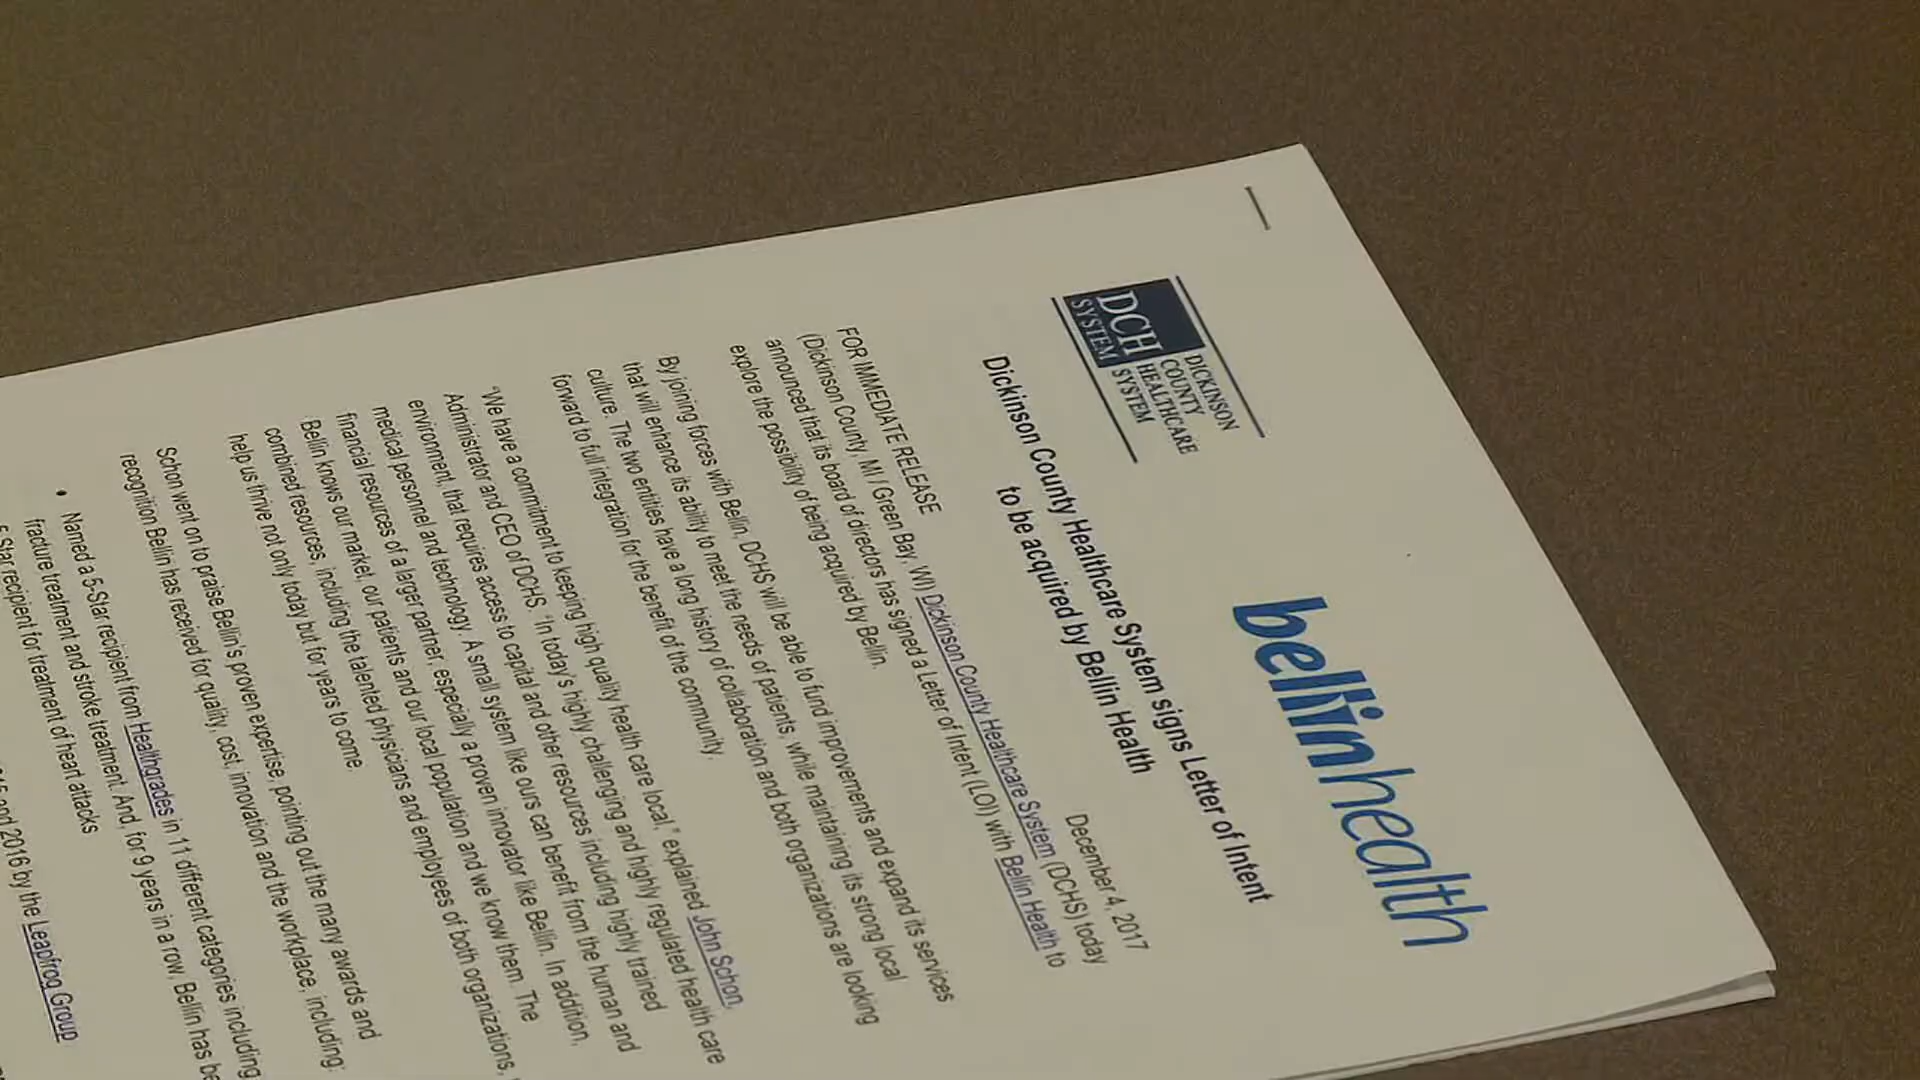 DCH
SYSTEM
DICKINSON
COUNTY
HEALTHCARE
SYSTEM
bellinhealth
Dickinson County Healthcare System signs Letter of Intent
to be acquired by Bellin Health
December 4, 2017
FOR IMMEDIATE RELEASE
(Dickinson County, MI / Green Bay, WI) Dickinson County Healthcare System (DCHS) today
announced that its board of directors has signed a Letter of Intent (LOI) with Bellin Health to
explore the possibility of being acquired by Bellin.
By joining forces with Bellin, DCHS will be able to fund improvements and expand its services
that will enhance its ability to meet the needs of patients, while maintaining its strong local
culture. The two entities have a long history of collaboration and both organizations are looking
forward to full integration for the benefit of the community.
"We have a commitment to keeping high quality health care local," explained John Schon,
Administrator and CEO of DCHS. "In today's highly challenging and highly regulated health care
environment, that requires access to capital and other resources including highly trained
medical personnel and technology. A small system like ours can benefit from the human and
financial resources of a larger partner, especially a proven innovator like Bellin. In addition,
Bellin knows our market, our patients and our local population and we know them. The
combined resources, including the talented physicians and employees of both organizations,
help us thrive not only today but for years to come.
Schon went on to praise Bellin's proven expertise, pointing out the many awards and
recognition Bellin has received for quality, cost, innovation and the workplace, including:
• Named a 5-Star recipient from Healthgrades in 11 different categories including
fracture treatment and stroke treatment. And, for 9 years in a row, Bellin has
5-Star recipient for treatment of heart attacks
and 2016 by the Leapfrog Group